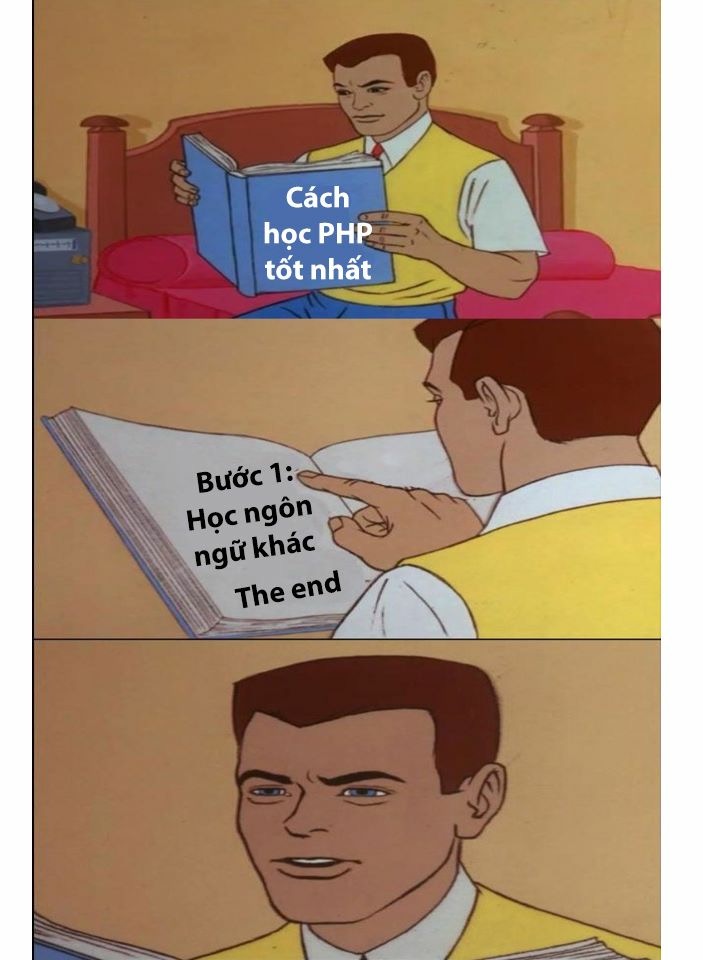 Cách
học PHP
tốt nhất
Bước 1:
Học ngôn
ngữ khác
The end